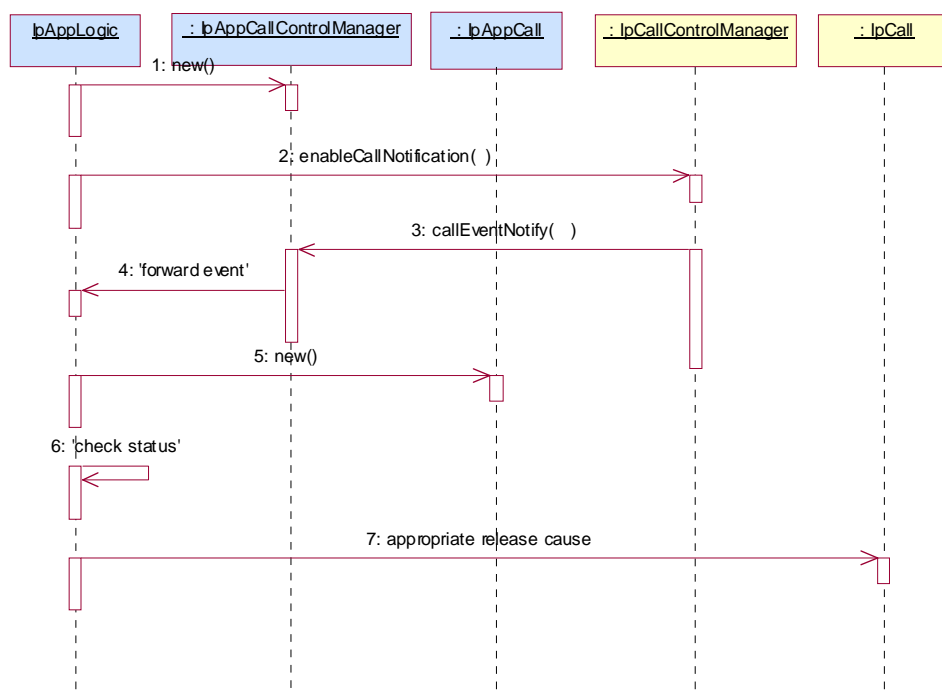 IpAppLogic
: IpAppCallControlManager
: IpAppCall
: IpCallControlManager
: IpCall
1: new()
2: enableCallNotification( )
3: callEventNotify( )
4: 'forward event'
5: new()
6: 'check status'
7: appropriate release cause